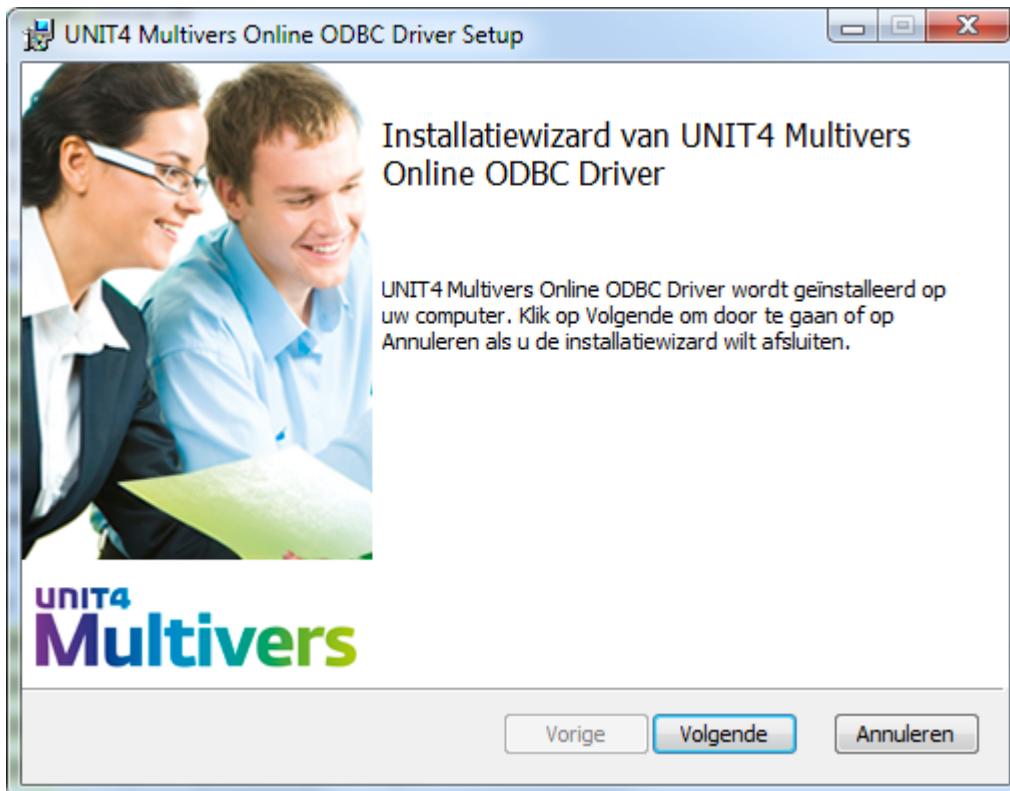 UNIT4 Multivers Online ODBC Driver Setup
Installatiewizard van UNIT4 Multivers
Online ODBC Driver
UNIT4 Multivers Online ODBC Driver wordt geïnstalleerd op
uw computer. Klik op Volgende om door te gaan of op
Annuleren als u de installatiewizard wilt afsluiten.
UNIT4
Multivers
Vorige
Volgende
Annuleren